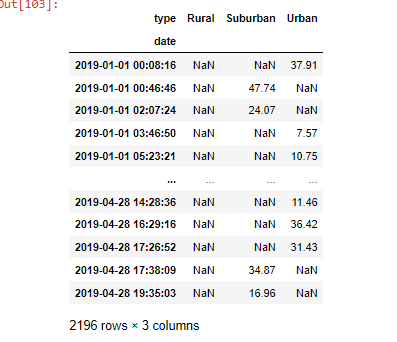 Out[103]:
type Rural Suburban Urban
date
2019-01-01 00:08:16 NaN NaN 37.91
2019-01-01 00:46:46 NaN 47.74 NaN
2019-01-01 02:07:24 NaN 24.07 NaN
2019-01-01 03:46:50 NaN NaN 7.57
2019-01-01 05:23:21 NaN NaN 10.75
... ... ... ...
2019-04-28 14:28:36 NaN NaN 11.46
2019-04-28 16:29:16 NaN NaN 36.42
2019-04-28 17:26:52 NaN NaN 31.43
2019-04-28 17:38:09 NaN 34.87 NaN
2019-04-28 19:35:03 NaN 16.96 NaN
2196 rows × 3 columns